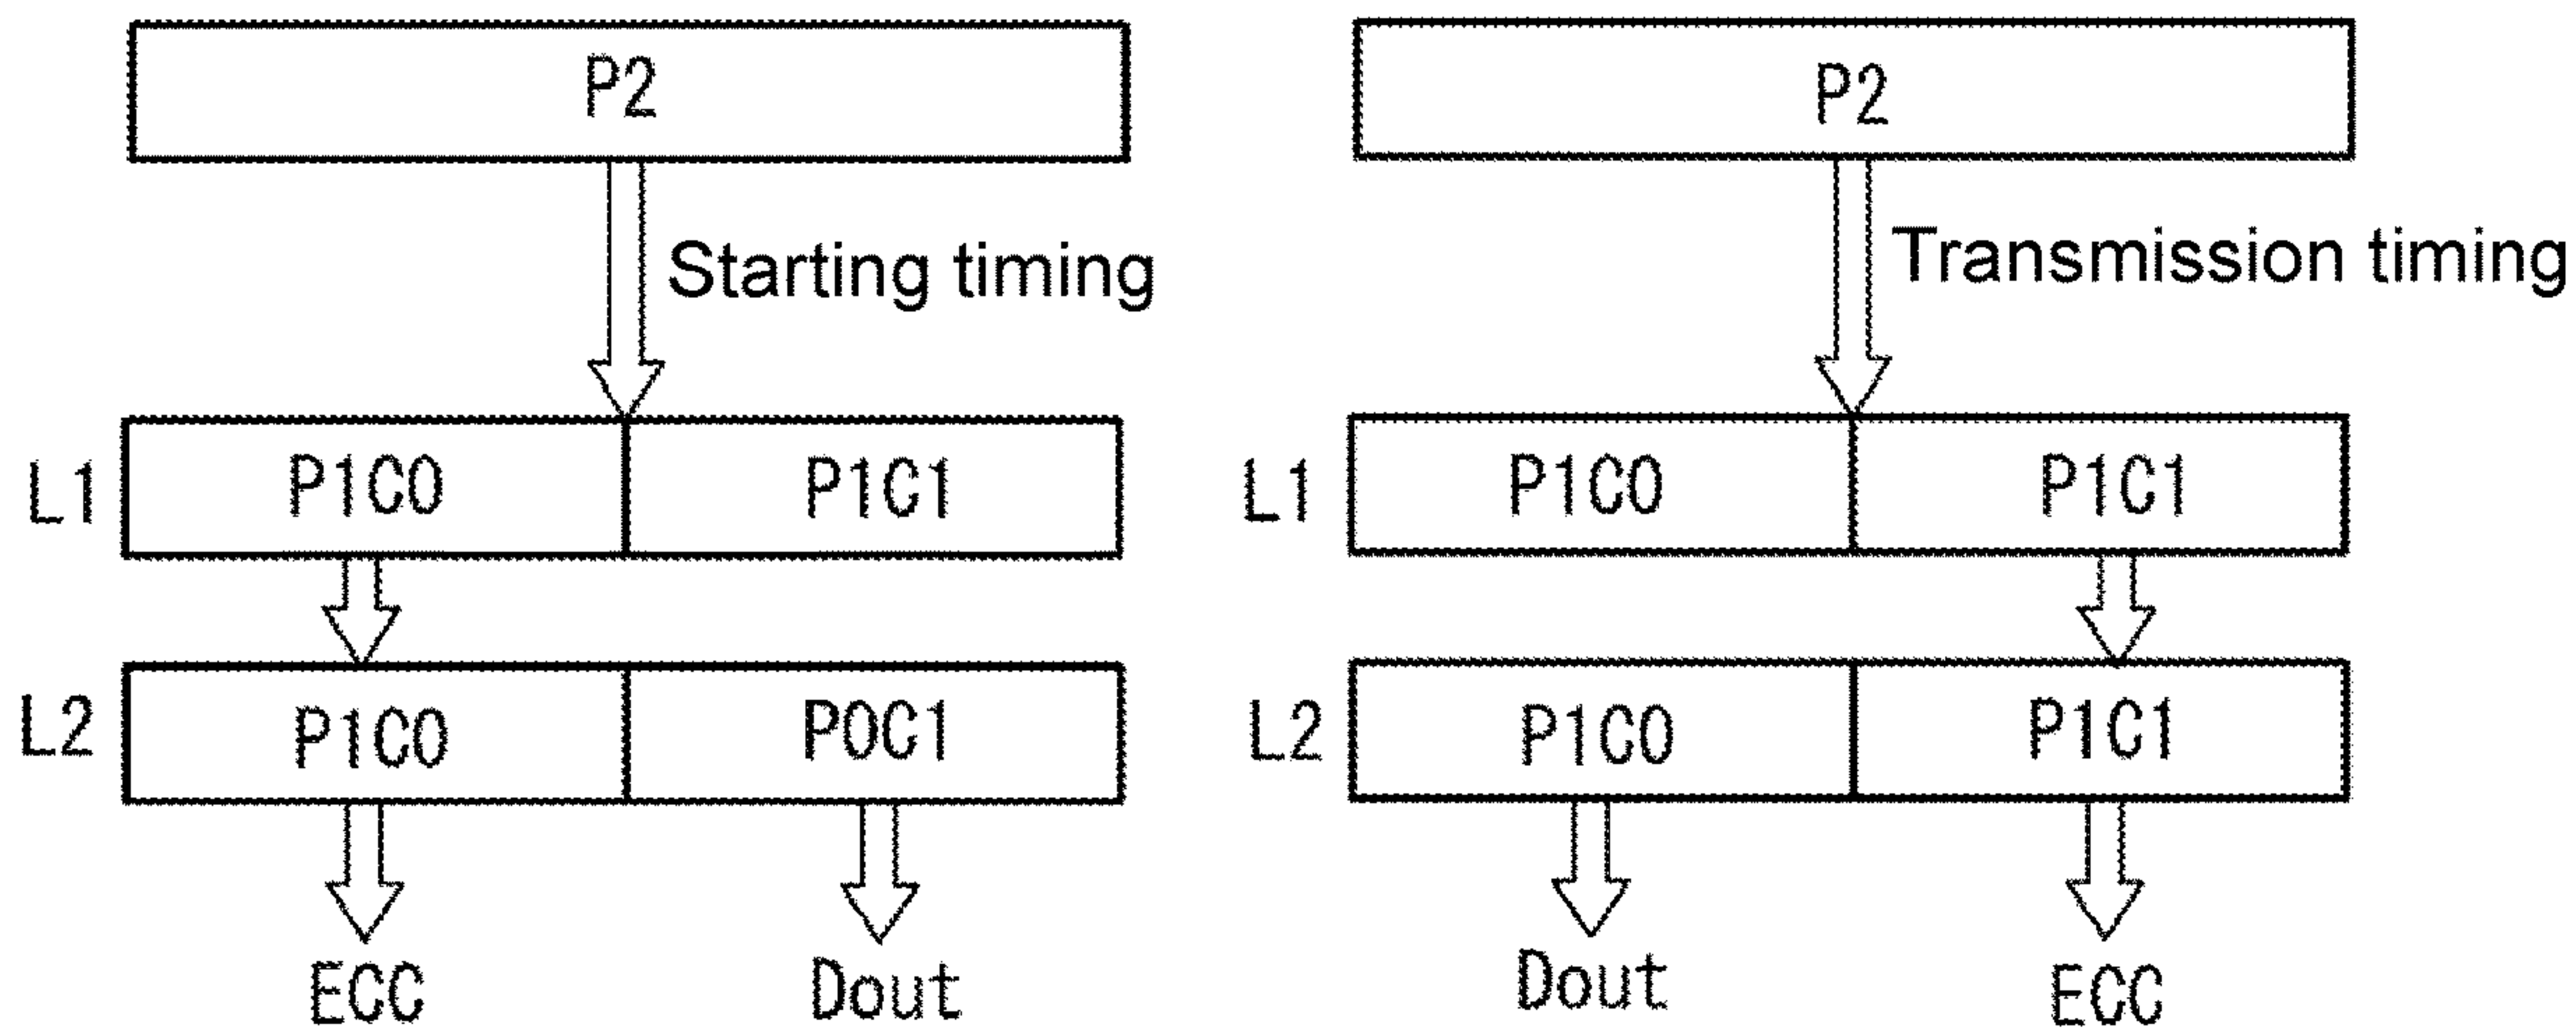 P2
Starting timing
L1 P1C0 P1C1
L2 P1C0 P0C1
ECC Dout
P2
Transmission timing
L1 P1C0 P1C1
L2 P1C0 P1C1
Dout ECC